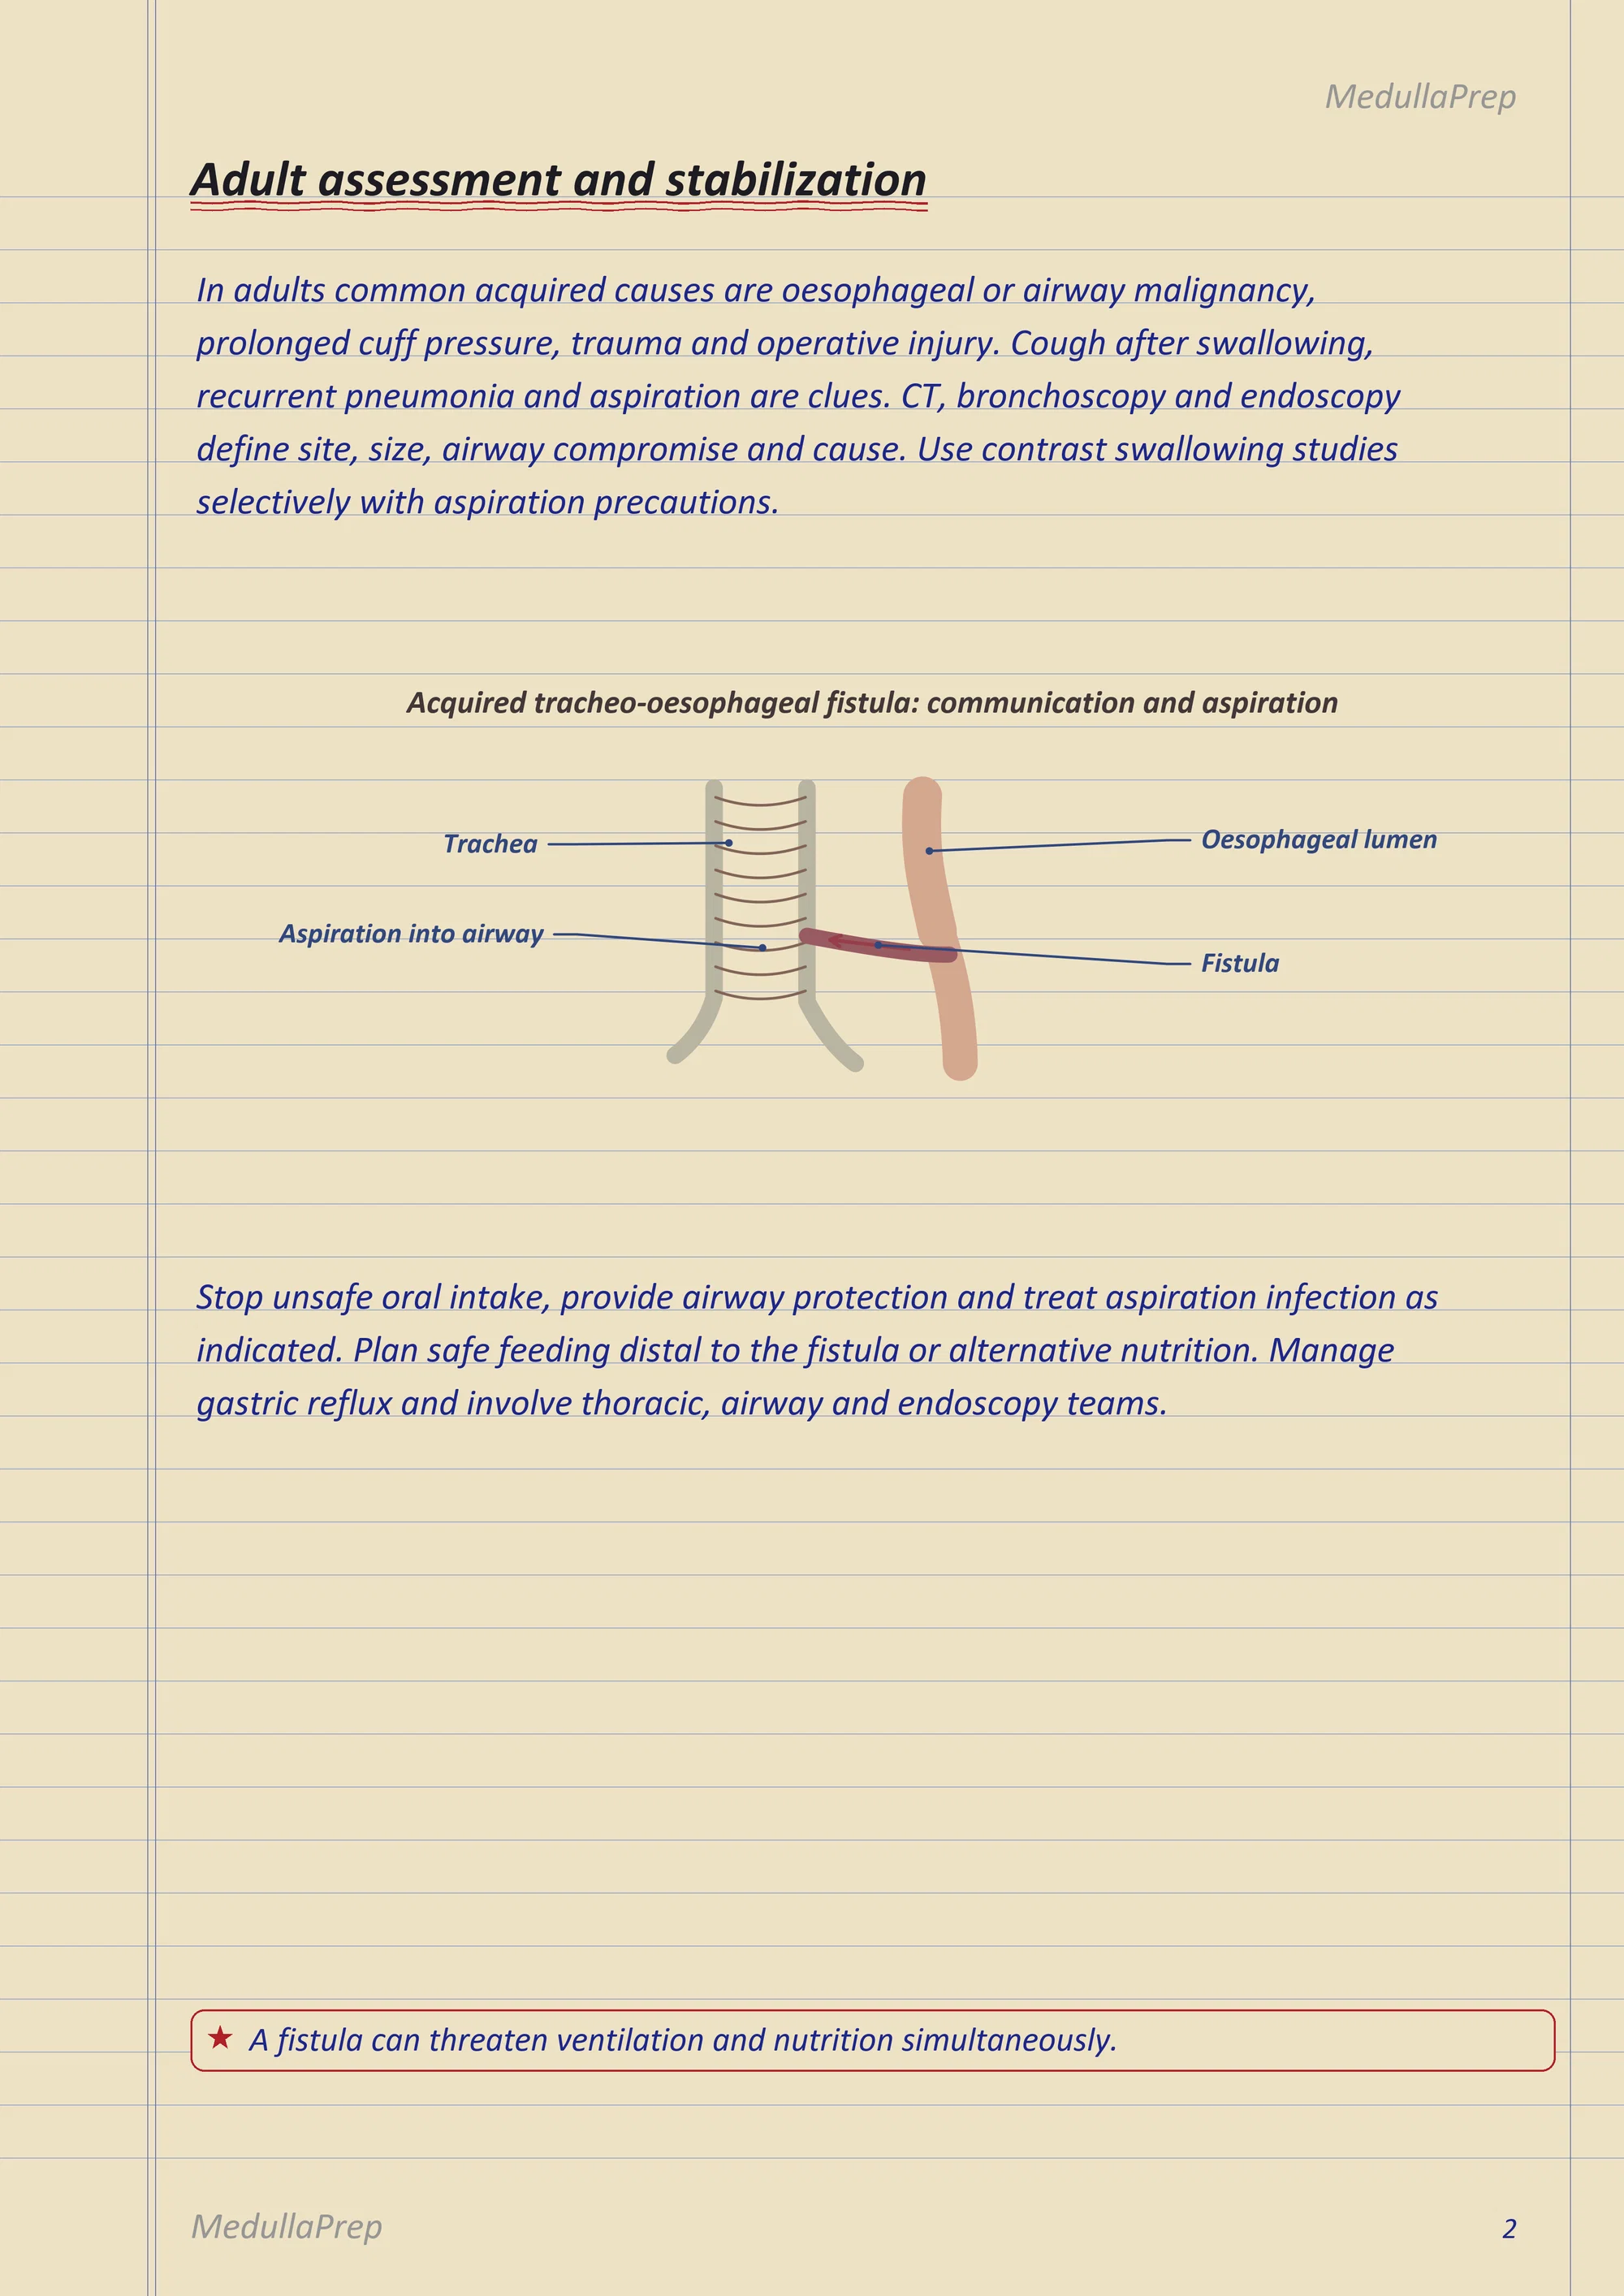 MedullaPrep
Adult assessment and stabilization
In adults common acquired causes are oesophageal or airway malignancy,
prolonged cuff pressure, trauma and operative injury. Cough after swallowing,
recurrent pneumonia and aspiration are clues. CT, bronchoscopy and endoscopy
define site, size, airway compromise and cause. Use contrast swallowing studies
selectively with aspiration precautions.
Acquired tracheo-oesophageal fistula: communication and aspiration
Trachea
Oesophageal lumen
Aspiration into airway
Fistula
Stop unsafe oral intake, provide airway protection and treat aspiration infection as
indicated. Plan safe feeding distal to the fistula or alternative nutrition. Manage
gastric reflux and involve thoracic, airway and endoscopy teams.
★ A fistula can threaten ventilation and nutrition simultaneously.
MedullaPrep
2